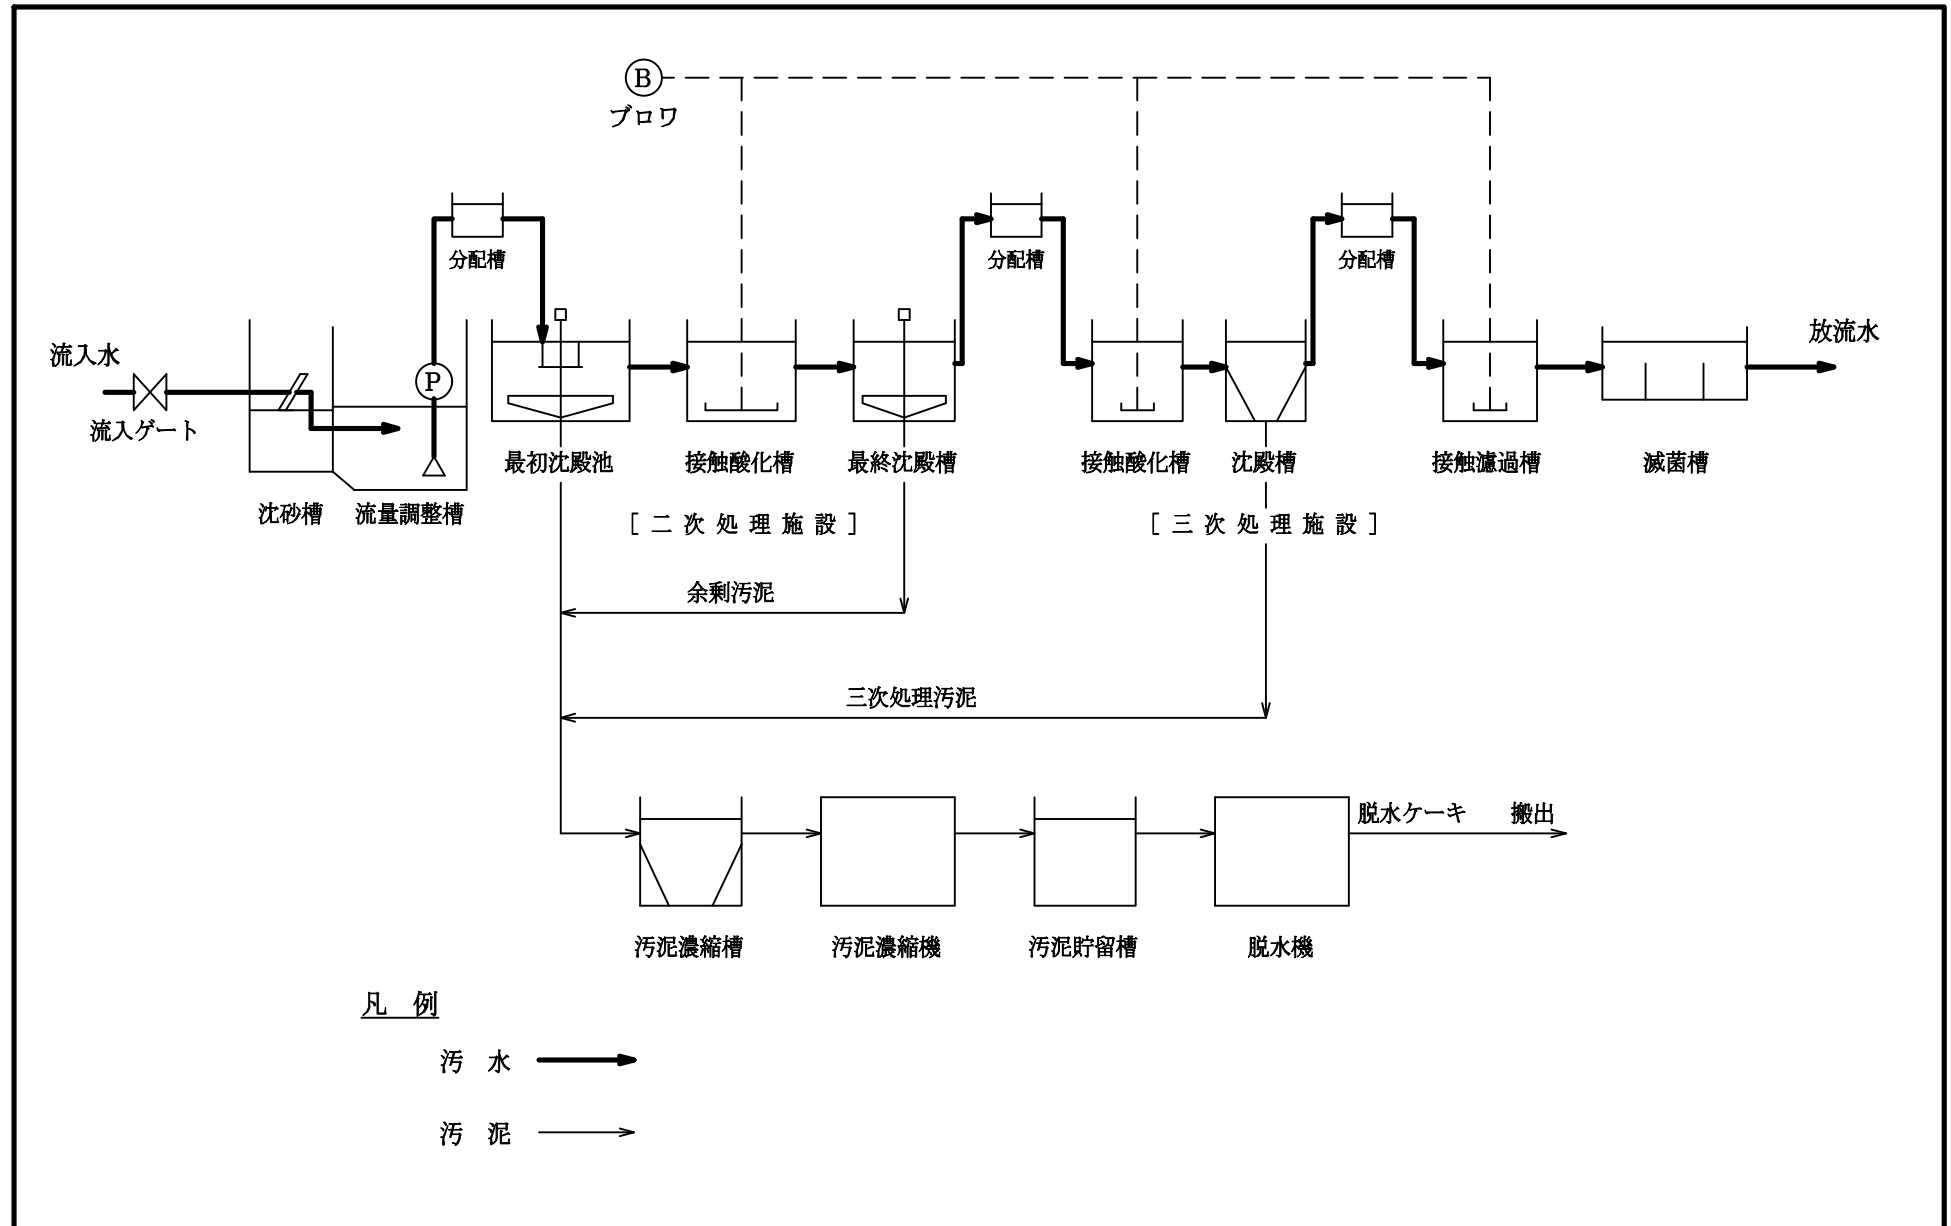 B
ブロワ
分配槽
分配槽
分配槽
流入水
流入ゲート
P
放流水
沈砂槽
流量調整槽
最初沈殿池
接触酸化槽
最終沈殿槽
接触酸化槽
沈殿槽
接触濾過槽
滅菌槽
［二次処理施設］
［三次処理施設］
余剰汚泥
三次処理汚泥
脱水ケーキ　搬出
汚泥濃縮槽
汚泥濃縮機
汚泥貯留槽
脱水機
凡　例
汚　水
汚　泥